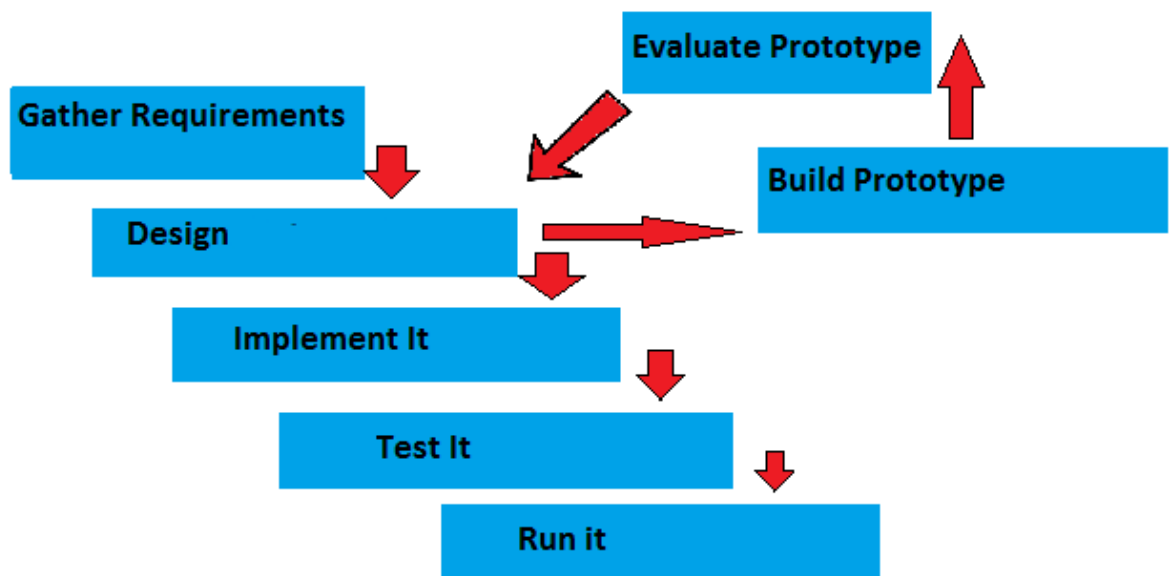 Evaluate Prototype
Gather Requirements
Build Prototype
Design
Implement It
Test It
Run it